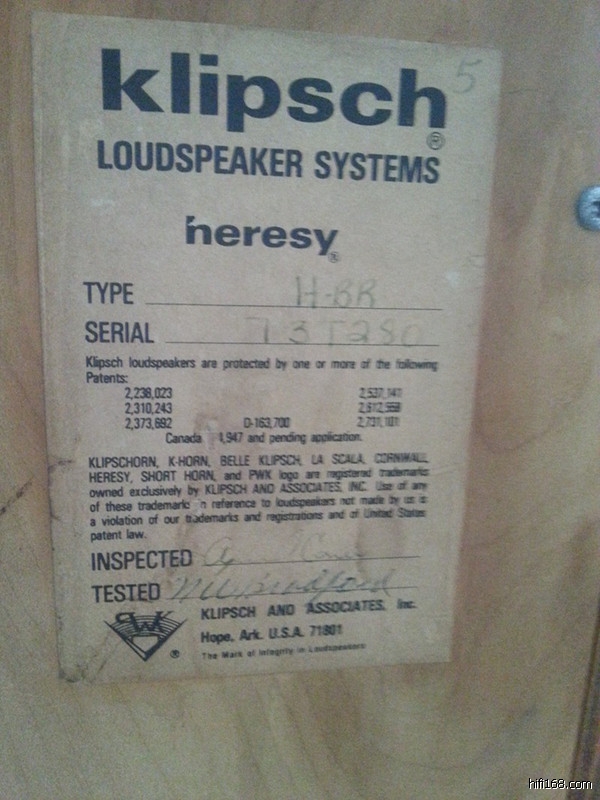 klipsch® 5
LOUDSPEAKER SYSTEMS
heresy®
TYPE H-BR
SERIAL 73T280
Klipsch loudspeakers are protected by one or more of the following
Patents:
2,238,023 2,537,141
2,310,243 2,612,558
2,373,692 D-163,700 2,731,101
Canada 1,947 and pending application.
KLIPSCHORN, K-HORN, BELLE KLIPSCH, LA SCALA, CORNWALL,
HERESY, SHORT HORN, and PWK logo are registered trademarks
owned exclusively by KLIPSCH AND ASSOCIATES, INC. Use of any
of these trademarks in reference to loudspeakers not made by us is
a violation of our trademarks and registrations and of United States
patent law.
INSPECTED
TESTED Bradford
PWK ® KLIPSCH AND ASSOCIATES, Inc.
Hope, Ark. U.S.A. 71801
The Mark of Integrity in Loudspeakers
hifi168.com